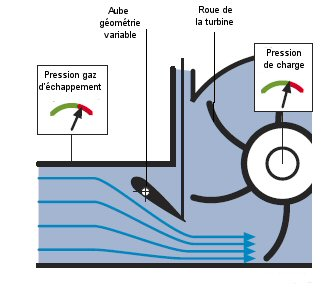 Aube
géométrie
variable
Roue de
la turbine
Pression
de charge
Pression gaz
d'échappement